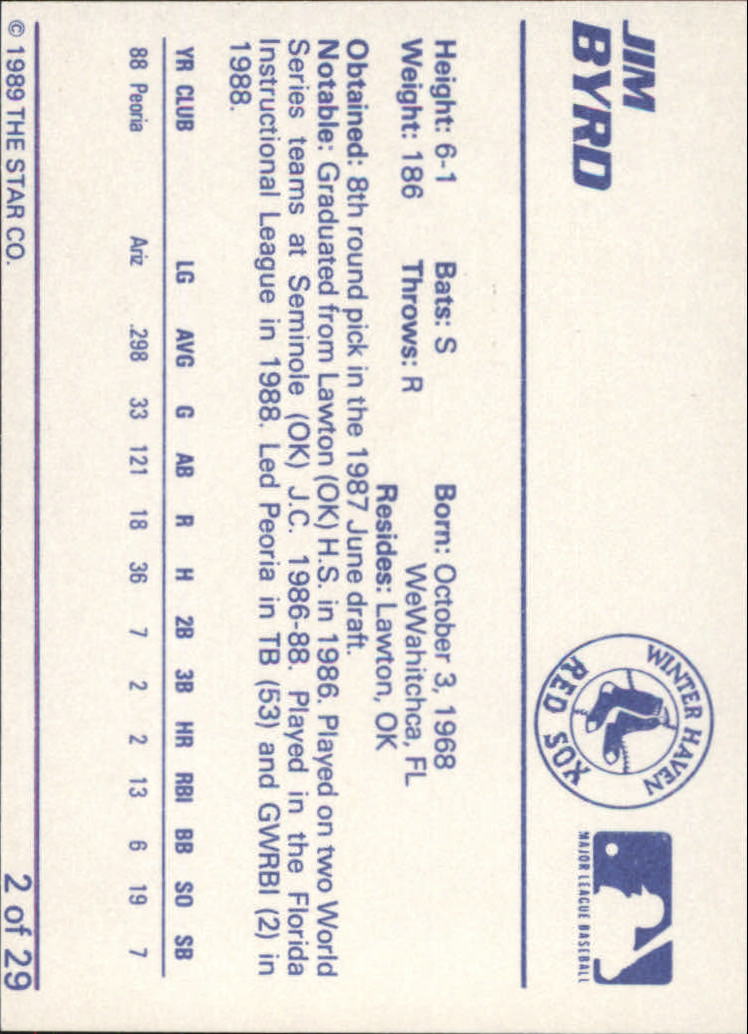 JIM
BYRD
WINTER HAVEN
RED SOX
MAJOR LEAGUE BASEBALL
Height: 6-1 Bats: S Born: October 3, 1968
Weight: 186 Throws: R WeWahitchca, FL
Resides: Lawton, OK
Obtained: 8th round pick in the 1987 June draft.
Notable: Graduated from Lawton (OK) H.S. in 1986. Played on two World
Series teams at Seminole (OK) J.C. 1986-88. Played in the Florida
Instructional League in 1988. Led Peoria in TB (53) and GWRBI (2) in
1988.
YR CLUB LG AVG G AB R H 2B 3B HR RBI BB SO SB
88 Peoria Ariz .298 33 121 18 36 7 2 2 13 6 19 7
© 1989 THE STAR CO. 2 of 29